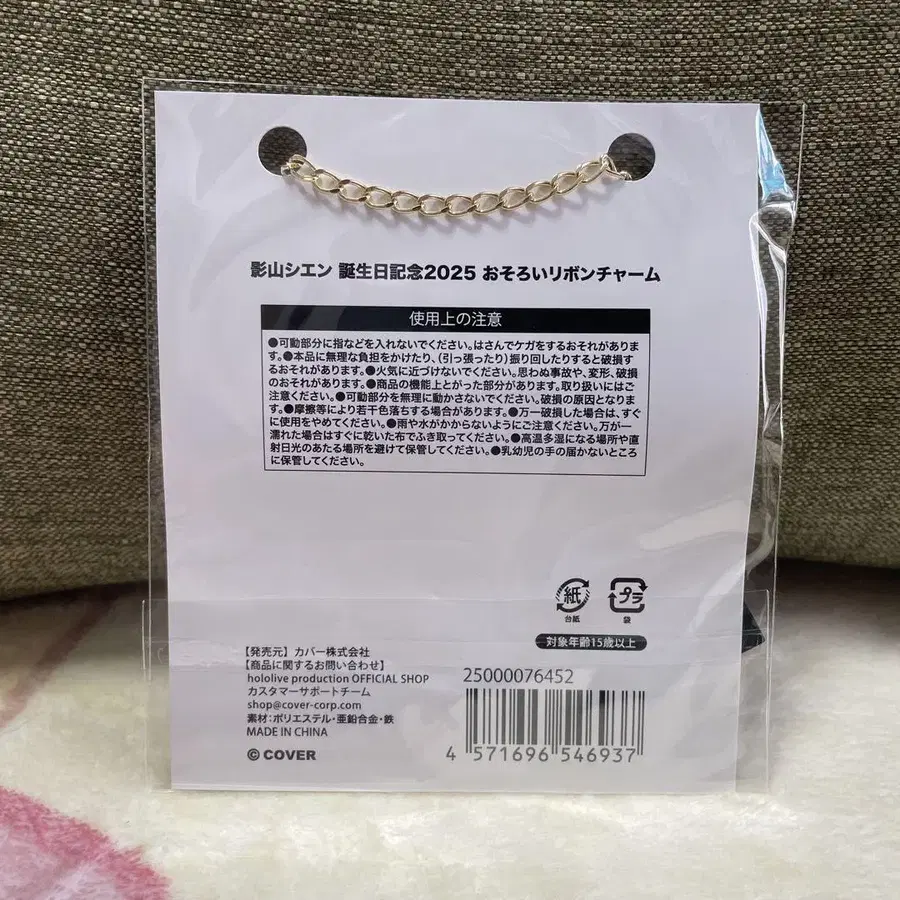 影山シエン 誕生日記念2025 おそろいリボンチャーム
使用上の注意
●可動部分に指などを入れないでください。はさんでケガをするおそれがありま
す。●本品に無理な負担をかけたり、(引っ張ったり)振り回したりすると破損す
るおそれがあります。●火気に近づけないでください。思わぬ事故や、変形、破損
のおそれがあります。●商品の機能上とがった部分があります。取り扱いにはご
注意ください。●可動部分を無理に動かさないでください。破損の原因となりま
す。●摩擦等により若干色落ちする場合があります。●万一破損した場合は、すぐ
に使用をやめてください。●雨や水がかからないようにご注意ください。万が一
濡れた場合はすぐに乾いた布でふき取ってください。●高温多湿になる場所や直
射日光のあたる場所を避けて保管してください。●乳幼児の手の届かないところ
に保管してください。
紙
台紙
プラ
袋
対象年齢15歳以上
【発売元】カバー株式会社
【商品に関するお問い合わせ】
hololive production OFFICIAL SHOP
カスタマーサポートチーム
shop@cover-corp.com
素材:ポリエステル・亜鉛合金・鉄
MADE IN CHINA
© COVER
25000076452
4 571696 546937